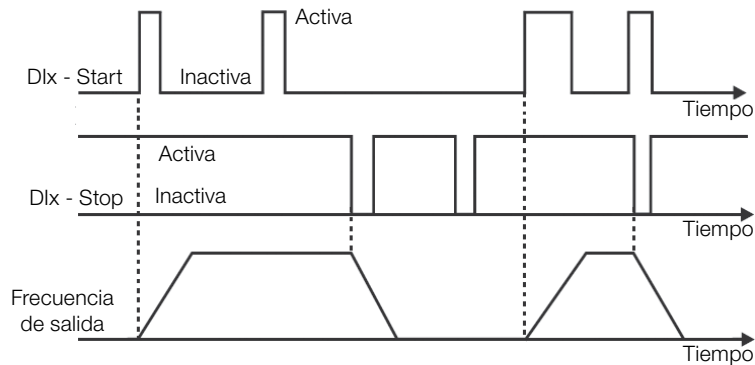 Activa
DIx - Start
Inactiva
Tiempo
Activa
DIx - Stop
Inactiva
Tiempo
Frecuencia
de salida
Tiempo